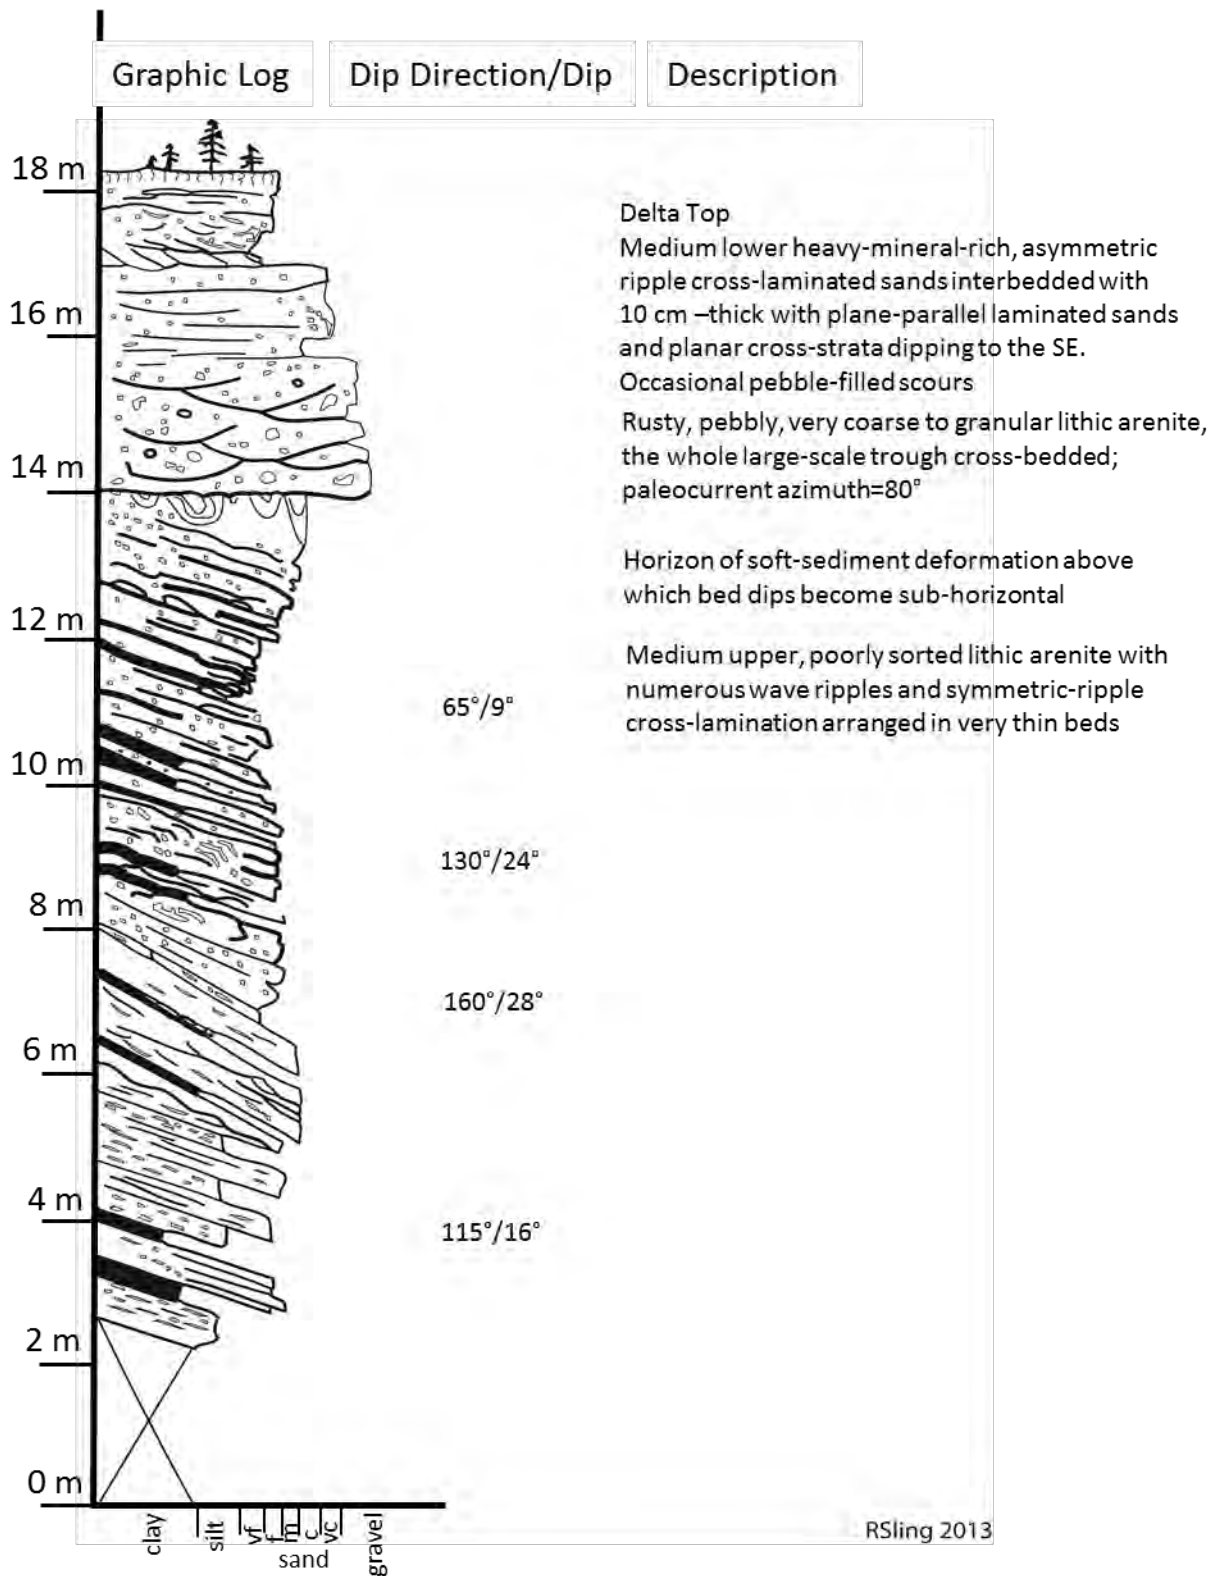 Graphic Log
Dip Direction/Dip
Description
18 m
Delta Top
Medium lower heavy-mineral-rich, asymmetric
ripple cross-laminated sands interbedded with
10 cm –thick with plane-parallel laminated sands
and planar cross-strata dipping to the SE.
Occasional pebble-filled scours
16 m
Rusty, pebbly, very coarse to granular lithic arenite,
the whole large-scale trough cross-bedded;
paleocurrent azimuth=80°
14 m
Horizon of soft-sediment deformation above
which bed dips become sub-horizontal
12 m
Medium upper, poorly sorted lithic arenite with
numerous wave ripples and symmetric-ripple
cross-lamination arranged in very thin beds
65°/9°
10 m
130°/24°
8 m
160°/28°
6 m
4 m
115°/16°
2 m
0 m
clay
silt
vf
f
m
c
vc
gravel
sand
RSling 2013